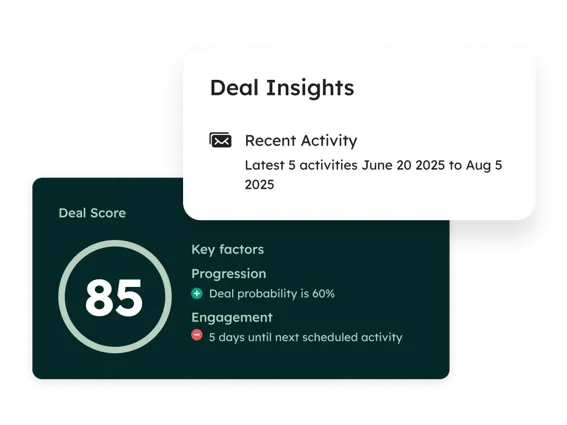 Deal Insights
Recent Activity
Latest 5 activities June 20 2025 to Aug 5
2025
Deal Score
85
Key factors
Progression
Deal probability is 60%
Engagement
5 days until next scheduled activity